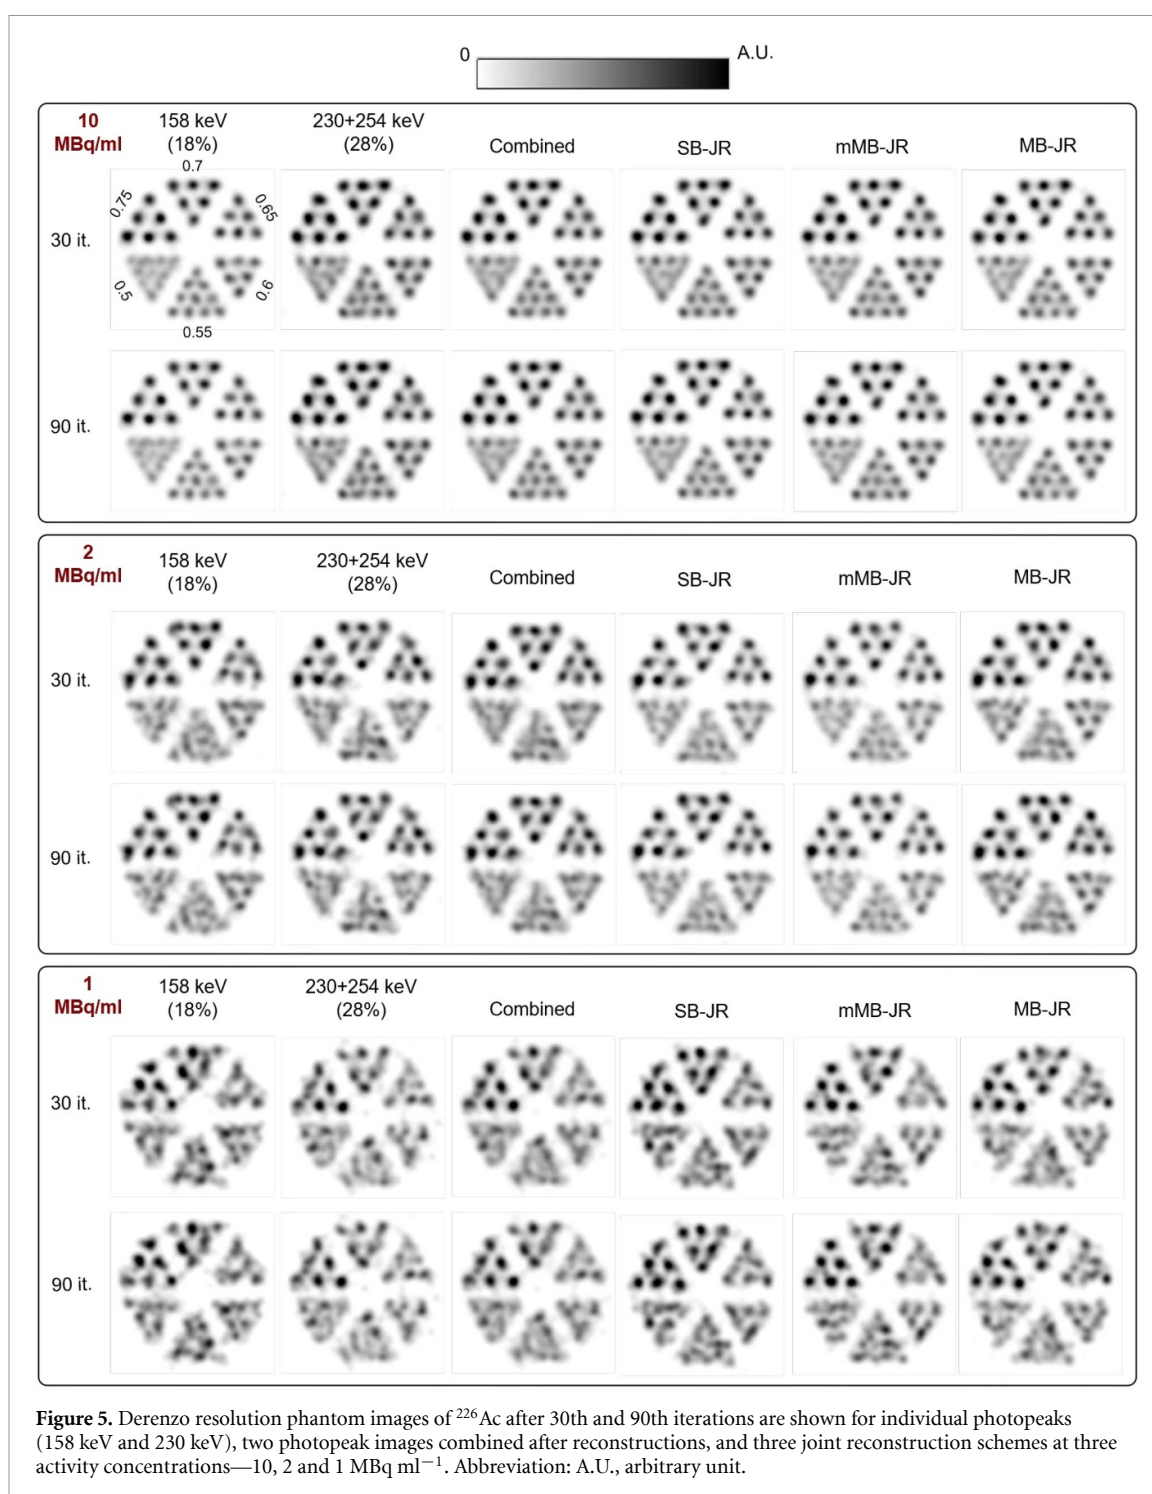 0 A.U.
10 MBq/ml
158 keV (18%)
230+254 keV (28%)
Combined
SB-JR
mMB-JR
MB-JR
0.7
0.75
0.65
30 it.
0.5
0.6
0.55
90 it.
2 MBq/ml
158 keV (18%)
230+254 keV (28%)
Combined
SB-JR
mMB-JR
MB-JR
30 it.
90 it.
1 MBq/ml
158 keV (18%)
230+254 keV (28%)
Combined
SB-JR
mMB-JR
MB-JR
30 it.
90 it.
Figure 5. Derenzo resolution phantom images of ²²⁶Ac after 30th and 90th iterations are shown for individual photopeaks
(158 keV and 230 keV), two photopeak images combined after reconstructions, and three joint reconstruction schemes at three
activity concentrations—10, 2 and 1 MBq ml⁻¹. Abbreviation: A.U., arbitrary unit.